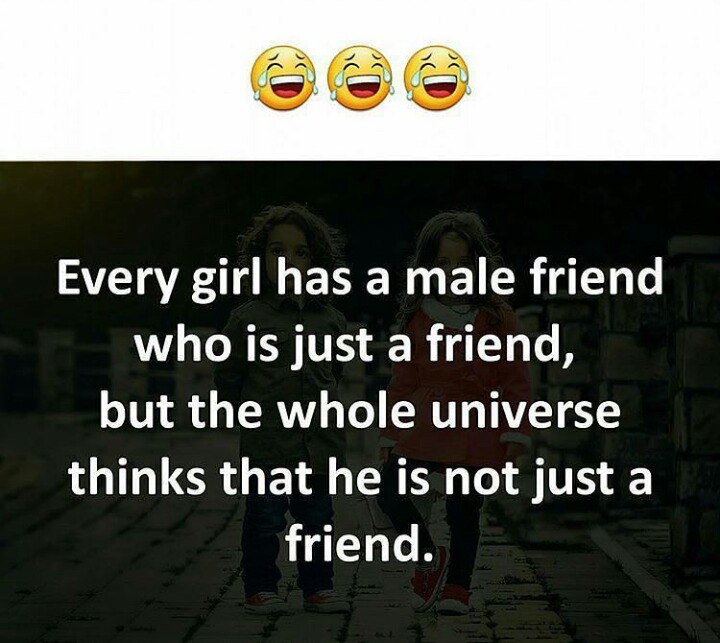 Every girl has a male friend
who is just a friend,
but the whole universe
thinks that he is not just a
friend.